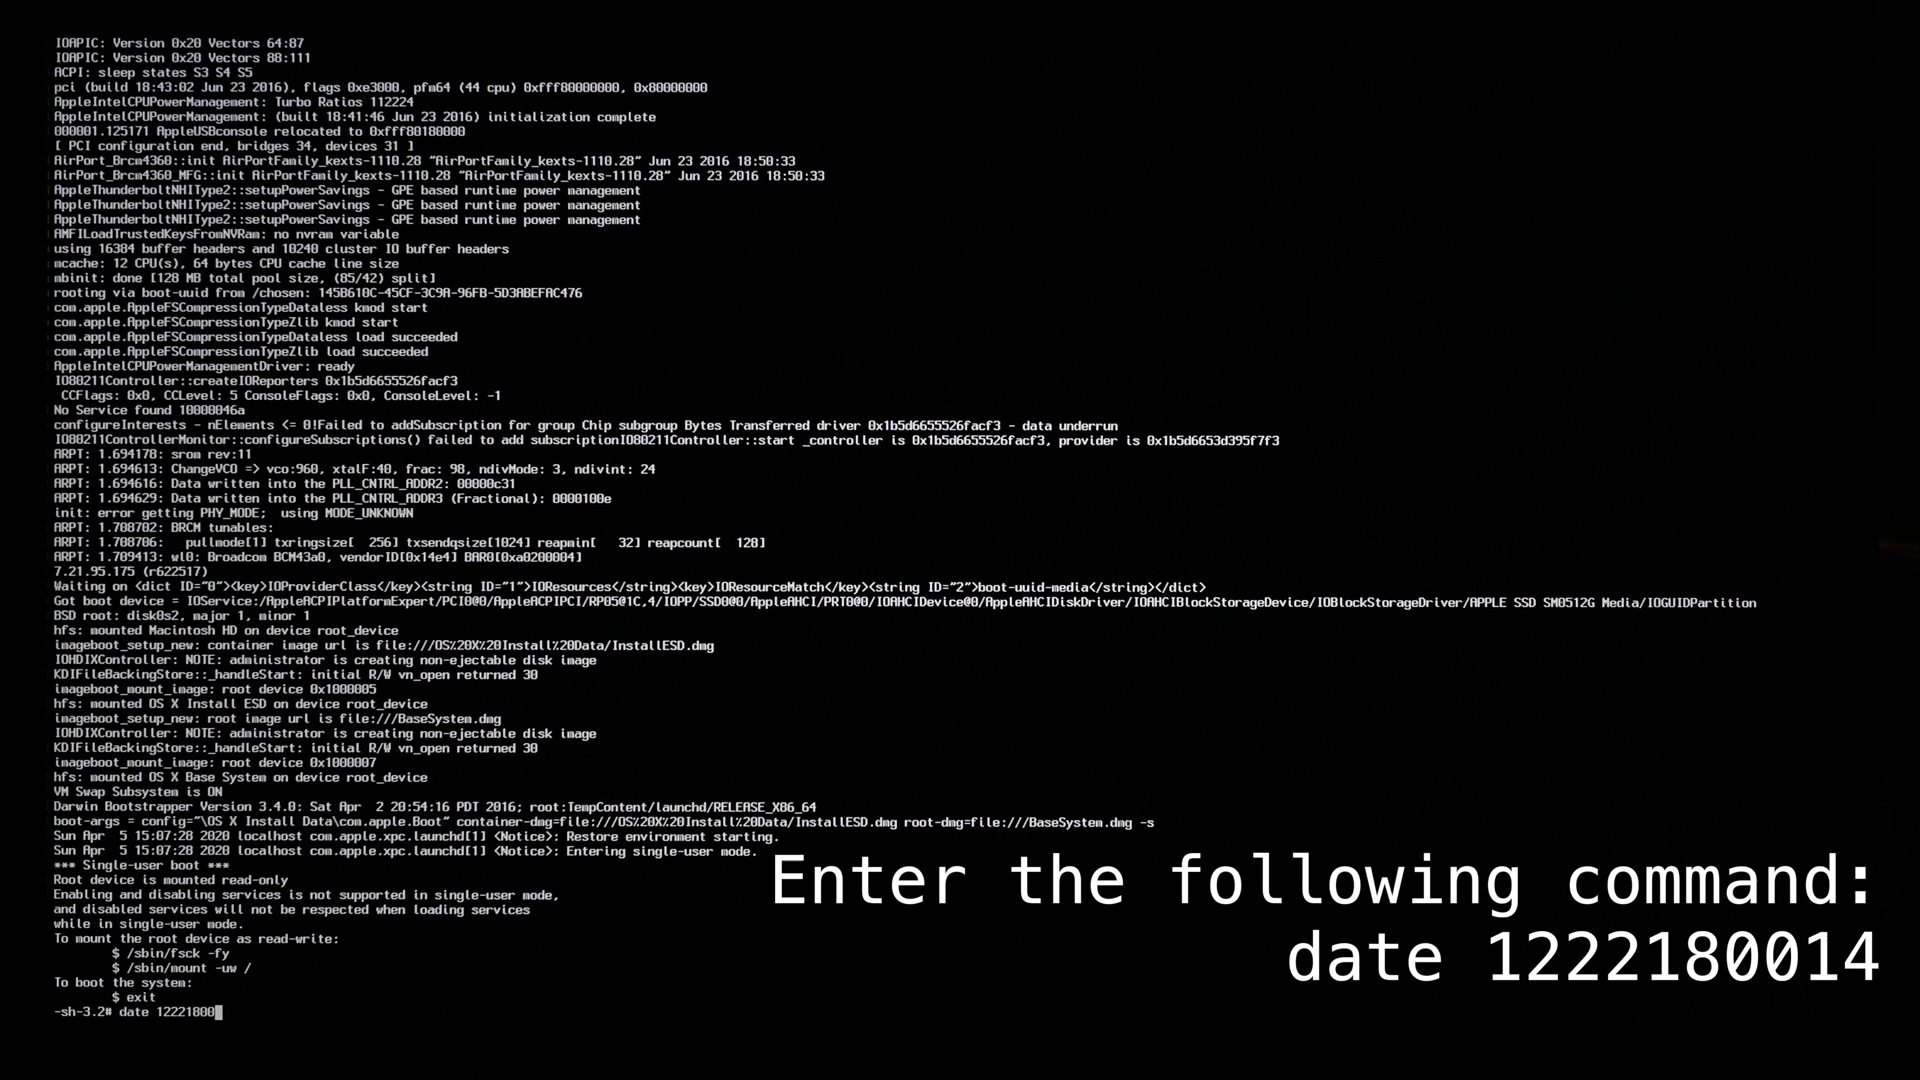 IOAPIC: Version 0x20 Vectors 64:87
IOAPIC: Version 0x20 Vectors 88:111
ACPI: sleep states S3 S4 S5
pci (build 18:43:02 Jun 23 2016), flags 0xe3000, pfm64 (44 cpu) 0xfff80000000, 0x80000000
AppleIntelCPUPowerManagement: Turbo Ratios 112224
AppleIntelCPUPowerManagement: (built 18:41:46 Jun 23 2016) initialization complete
000001.125171 AppleUSBconsole relocated to 0xfff80180000
[ PCI configuration end, bridges 34, devices 31 ]
AirPort_Brcm4360::init AirPortFamily_kexts-1110.28 "AirPortFamily_kexts-1110.28" Jun 23 2016 18:50:33
AirPort_Brcm4360_MFG::init AirPortFamily_kexts-1110.28 "AirPortFamily_kexts-1110.28" Jun 23 2016 18:50:33
AppleThunderboltNHIType2::setupPowerSavings - GPE based runtime power management
AppleThunderboltNHIType2::setupPowerSavings - GPE based runtime power management
AppleThunderboltNHIType2::setupPowerSavings - GPE based runtime power management
AMFILoadTrustedKeysFromNVRam: no nvram variable
using 16384 buffer headers and 10240 cluster IO buffer headers
mcache: 12 CPU(s), 64 bytes CPU cache line size
mbinit: done [128 MB total pool size, (85/42) split]
rooting via boot-uuid from /chosen: 145B610C-45CF-3C9A-96FB-5D3ABEFAC476
com.apple.AppleFSCompressionTypeDataless kmod start
com.apple.AppleFSCompressionTypeZlib kmod start
com.apple.AppleFSCompressionTypeDataless load succeeded
com.apple.AppleFSCompressionTypeZlib load succeeded
AppleIntelCPUPowerManagementDriver: ready
IO80211Controller::createIOReporters 0x1b5d6655526facf3
CCFlags: 0x0, CCLevel: 5 ConsoleFlags: 0x0, ConsoleLevel: -1
No Service found 10000046a
configureInterests - nElements <= 0!Failed to addSubscription for group Chip subgroup Bytes Transferred driver 0x1b5d6655526facf3 - data underrun
IO80211ControllerMonitor::configureSubscriptions() failed to add subscriptionIO80211Controller::start _controller is 0x1b5d6655526facf3, provider is 0x1b5d6653d395f7f3
ARPT: 1.694178: srom rev:11
ARPT: 1.694613: ChangeVCO => vco:960, xtalF:40, frac: 98, ndivMode: 3, ndivint: 24
ARPT: 1.694616: Data written into the PLL_CNTRL_ADDR2: 00000c31
ARPT: 1.694629: Data written into the PLL_CNTRL_ADDR3 (Fractional): 0000100e
init: error getting PHY_MODE;  using MODE_UNKNOWN
ARPT: 1.708702: BRCM tunables:
ARPT: 1.708706:   pullmode[1] txringsize[  256] txsendqsize[1024] reapmin[   32] reapcount[  128]
ARPT: 1.709413: wl0: Broadcom BCM43a0, vendorID[0x14e4] BAR0[0xa0200004]
7.21.95.175 (r622517)
Waiting on <dict ID="0"><key>IOProviderClass</key><string ID="1">IOResources</string><key>IOResourceMatch</key><string ID="2">boot-uuid-media</string></dict>
Got boot device = IOService:/AppleACPIPlatformExpert/PCI0@0/AppleACPIPCI/RP05@1C,4/IOPP/SSD0@0/AppleAHCI/PRT0@0/IOAHCIDevice@0/AppleAHCIDiskDriver/IOAHCIBlockStorageDevice/IOBlockStorageDriver/APPLE SSD SM0512G Media/IOGUIDPartition
BSD root: disk0s2, major 1, minor 1
hfs: mounted Macintosh HD on device root_device
imageboot_setup_new: container image url is file:///OS%20X%20Install%20Data/InstallESD.dmg
IOHDIXController: NOTE: administrator is creating non-ejectable disk image
KDIFileBackingStore::_handleStart: initial R/W vn_open returned 30
imageboot_mount_image: root device 0x1000005
hfs: mounted OS X Install ESD on device root_device
imageboot_setup_new: root image url is file:///BaseSystem.dmg
IOHDIXController: NOTE: administrator is creating non-ejectable disk image
KDIFileBackingStore::_handleStart: initial R/W vn_open returned 30
imageboot_mount_image: root device 0x1000007
hfs: mounted OS X Base System on device root_device
VM Swap Subsystem is ON
Darwin Bootstrapper Version 3.4.0: Sat Apr  2 20:54:16 PDT 2016; root:TempContent/launchd/RELEASE_X86_64
boot-args = config="\OS X Install Data\com.apple.Boot" container-dmg=file:///OS%20X%20Install%20Data/InstallESD.dmg root-dmg=file:///BaseSystem.dmg -s
Sun Apr  5 15:07:28 2020 localhost com.apple.xpc.launchd[1] <Notice>: Restore environment starting.
Sun Apr  5 15:07:28 2020 localhost com.apple.xpc.launchd[1] <Notice>: Entering single-user mode.
*** Single-user boot ***
Root device is mounted read-only
Enabling and disabling services is not supported in single-user mode,
and disabled services will not be respected when loading services
while in single-user mode.
To mount the root device as read-write:
$ /sbin/fsck -fy
$ /sbin/mount -uw /
To boot the system:
$ exit
-sh-3.2# date 12221800
Enter the following command:
date 1222180014